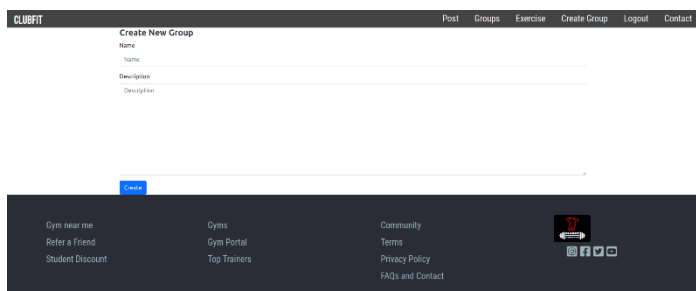 CLUBFIT
Post Groups Exercise Create Group Logout Contact
Create New Group
Name
Name
Description
Description
Create
Gym near me
Refer a Friend
Student Discount
Gyms
Gym Portal
Top Trainers
Community
Terms
Privacy Policy
FAQs and Contact